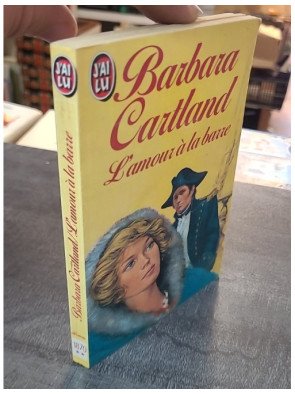 J'AI
LU
Barbara
Cartland
L'amour à la barre
J'AI
LU
Barbara Cartland / L'amour à la barre